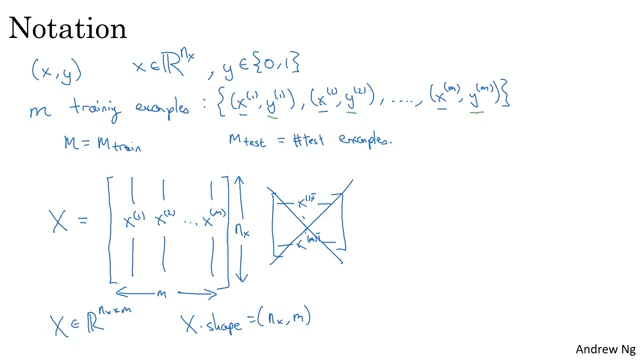 Notation
(x, y) x ∈ ℝ^{n_x}, y ∈ {0,1}
m training examples : {(x^{(1)}, y^{(1)}), (x^{(2)}, y^{(2)}), ...., (x^{(m)}, y^{(m)})}
M = M_train M_test = #test examples.
X = [ x^{(1)} x^{(2)} ... x^{(m)} ] n_x
m
x^{(1)T}
x^{(m)T}
X ∈ ℝ^{n_x × m} X.shape = (n_x, m)
Andrew Ng